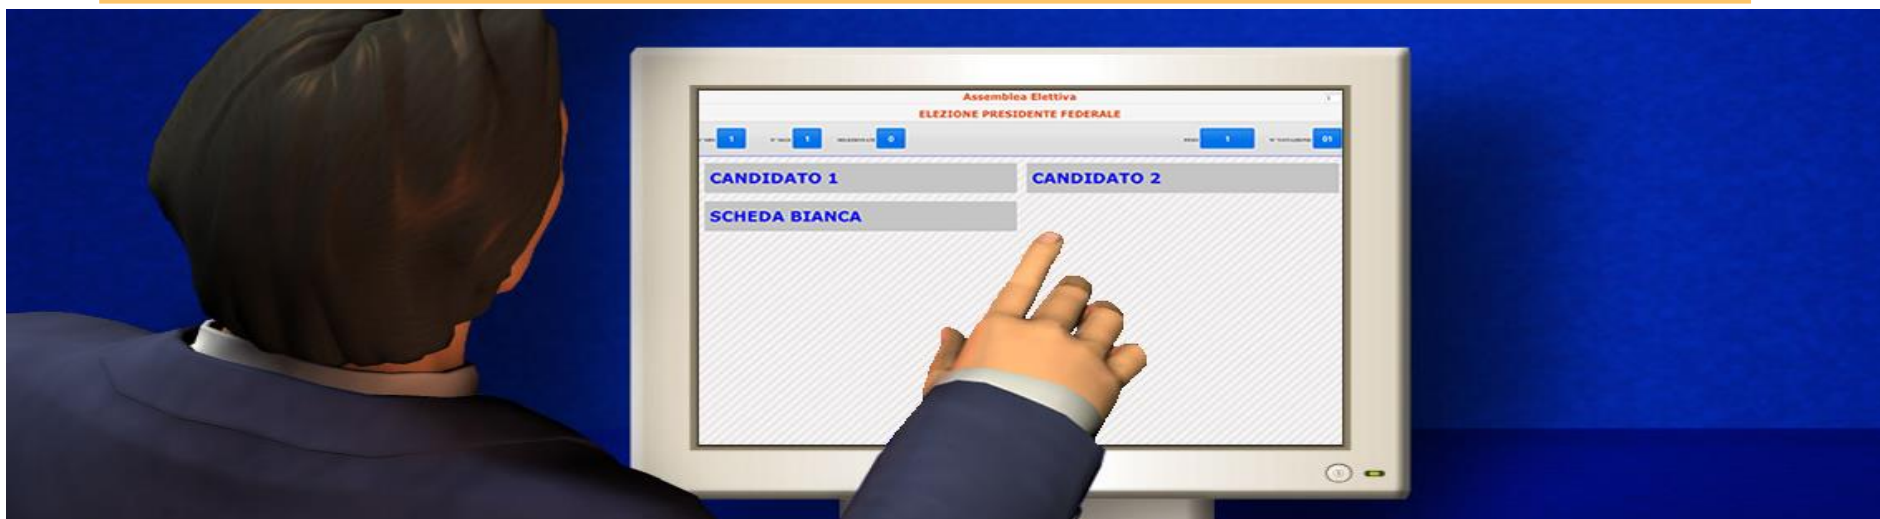 Assemblea Elettiva
ELEZIONE PRESIDENTE FEDERALE
1 1 0 1 01
CANDIDATO 1 CANDIDATO 2
SCHEDA BIANCA